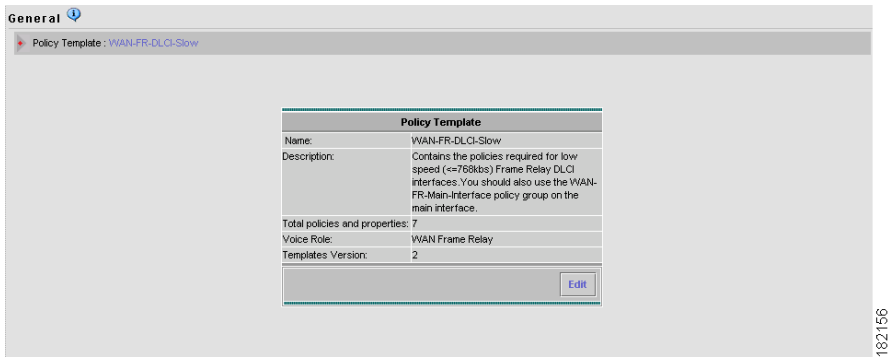 General
Policy Template : WAN-FR-DLCI-Slow
Policy Template
Name: WAN-FR-DLCI-Slow
Description: Contains the policies required for low
speed (<=768kbs) Frame Relay DLCI
interfaces.You should also use the WAN-
FR-Main-Interface policy group on the
main interface.
Total policies and properties: 7
Voice Role: WAN Frame Relay
Templates Version: 2
Edit
182156